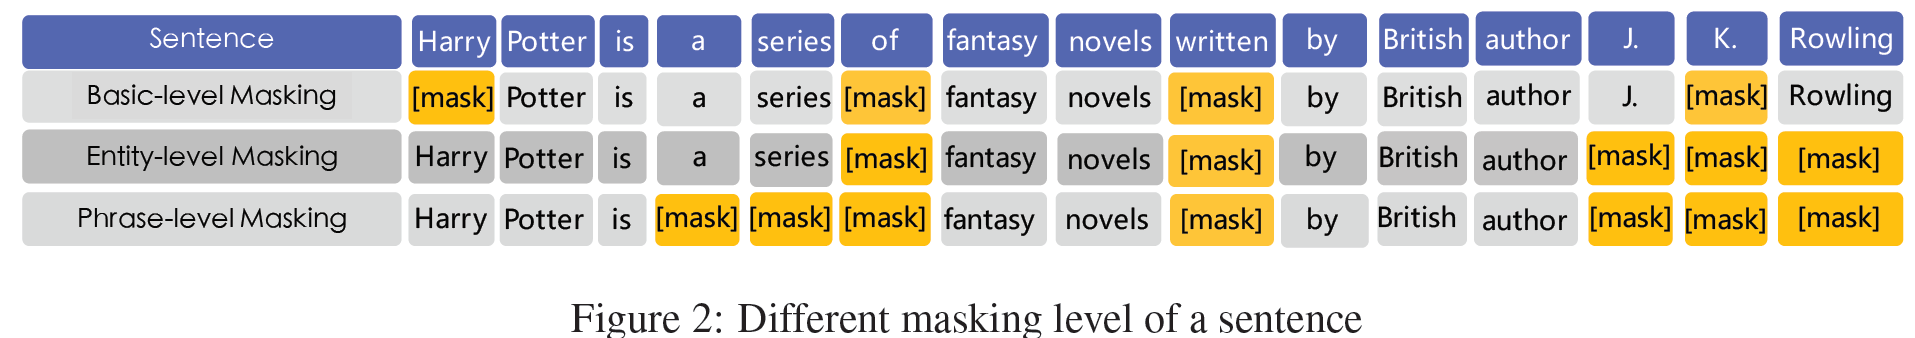 Sentence Harry Potter is a series of fantasy novels written by British author J. K. Rowling
Basic-level Masking [mask] Potter is a series [mask] fantasy novels [mask] by British author J. [mask] Rowling
Entity-level Masking Harry Potter is a series [mask] fantasy novels [mask] by British author [mask] [mask] [mask]
Phrase-level Masking Harry Potter is [mask] [mask] [mask] fantasy novels [mask] by British author [mask] [mask] [mask]
Figure 2: Different masking level of a sentence